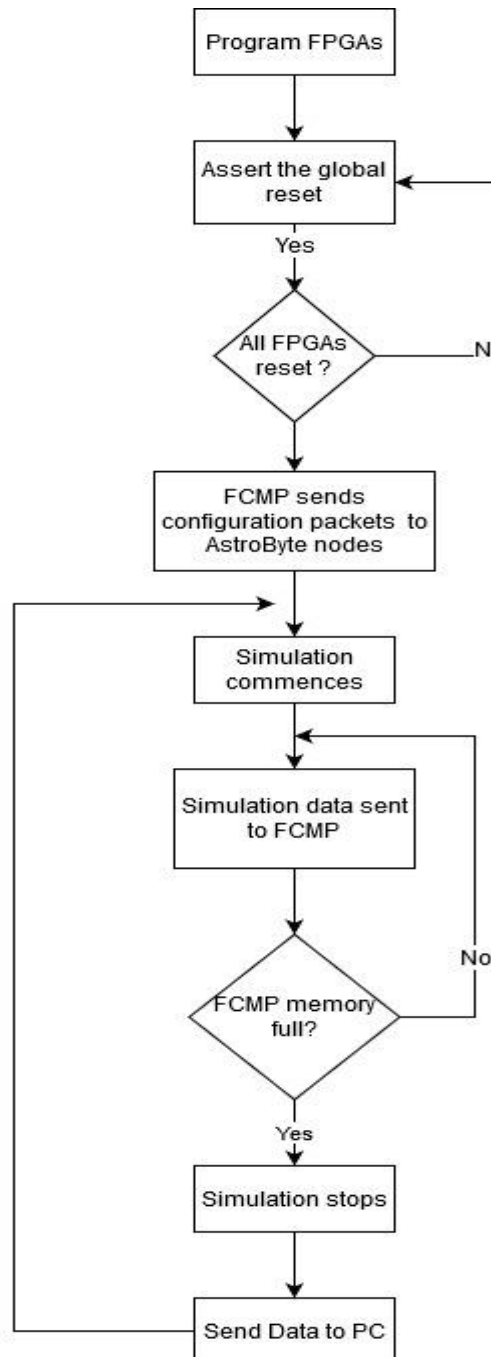 Program FPGAs
Assert the global
reset
Yes
All FPGAs
reset ?
N
FCMP sends
configuration packets to
AstroByte nodes
Simulation
commences
Simulation data sent
to FCMP
No
FCMP memory
full?
Yes
Simulation stops
Send Data to PC